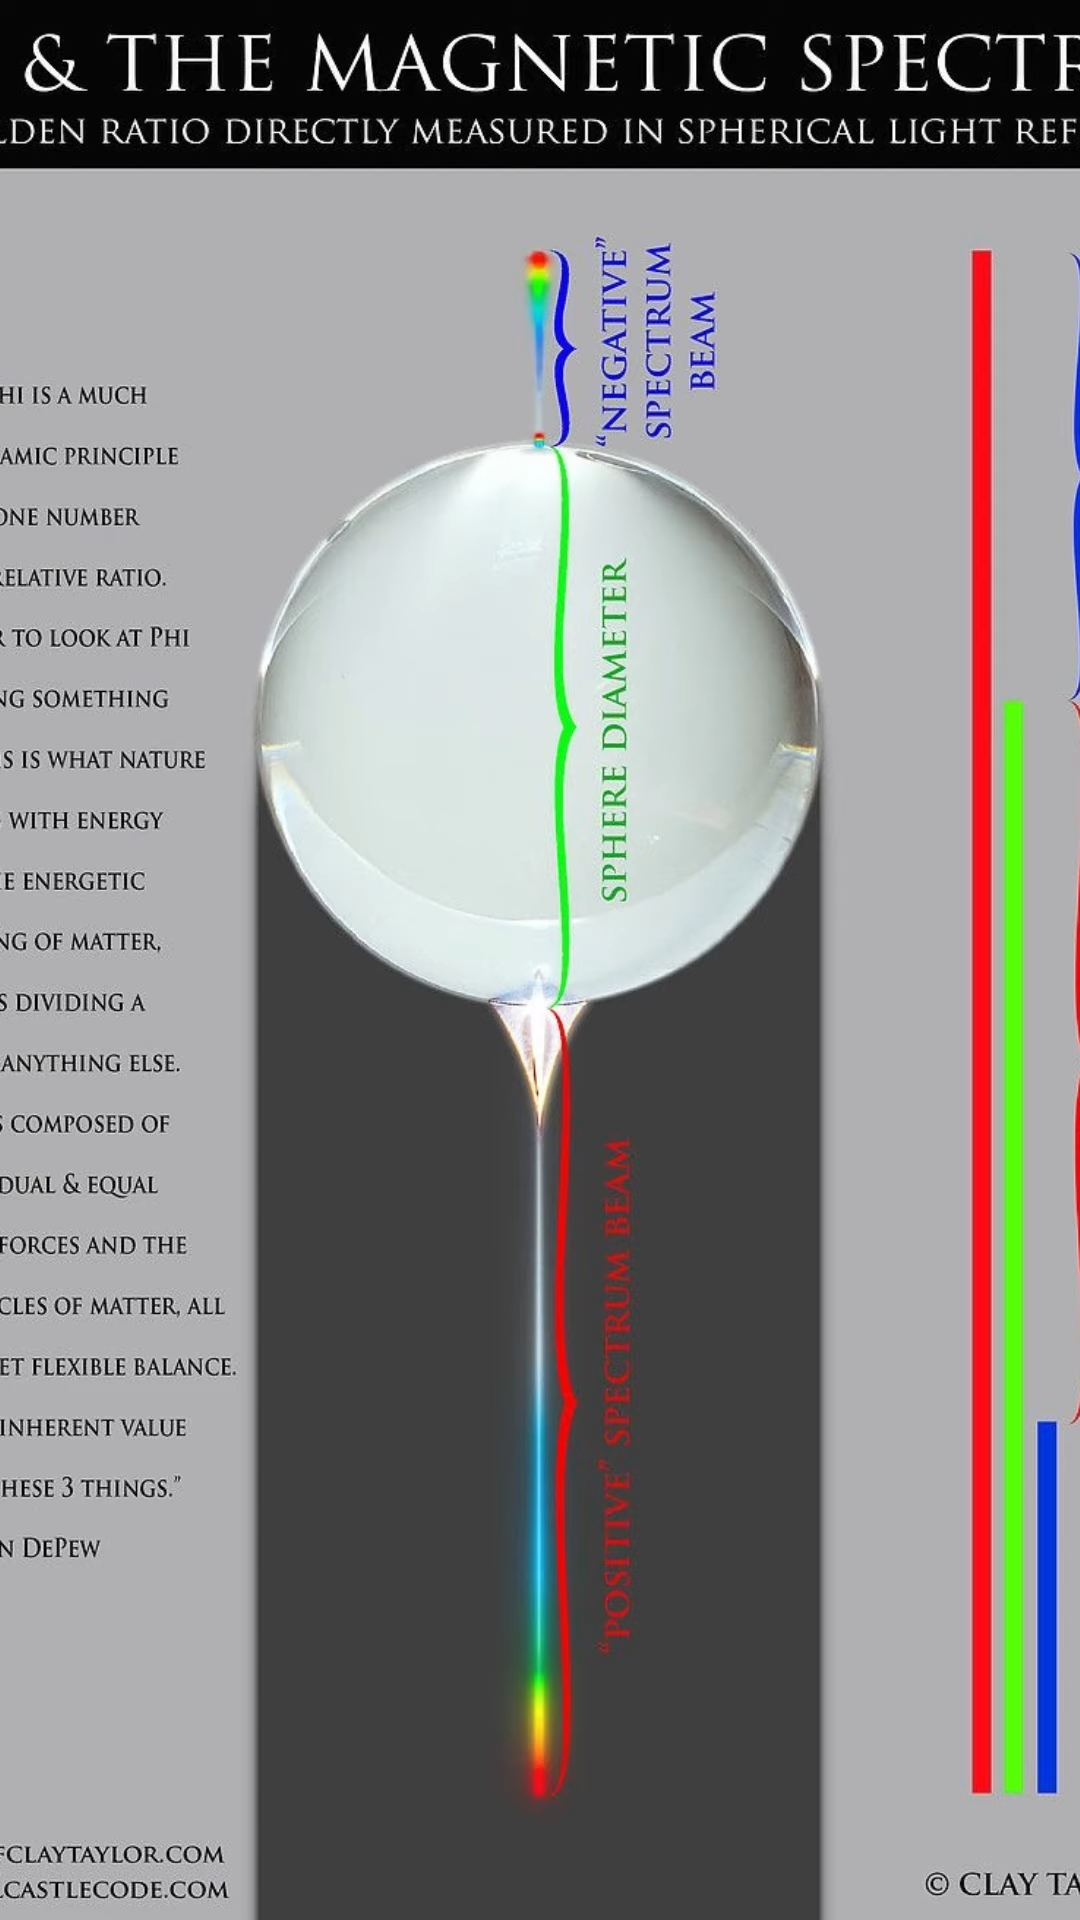 & THE MAGNETIC SPECTR
LDEN RATIO DIRECTLY MEASURED IN SPHERICAL LIGHT REF
"NEGATIVE"
SPECTRUM
BEAM
HI IS A MUCH
AMIC PRINCIPLE
ONE NUMBER
RELATIVE RATIO.
R TO LOOK AT PHI
NG SOMETHING
S IS WHAT NATURE
WITH ENERGY
E ENERGETIC
NG OF MATTER,
S DIVIDING A
ANYTHING ELSE.
S COMPOSED OF
DUAL & EQUAL
FORCES AND THE
CLES OF MATTER, ALL
ET FLEXIBLE BALANCE.
INHERENT VALUE
HESE 3 THINGS."
N DEPEW
SPHERE DIAMETER
"POSITIVE" SPECTRUM BEAM
FCLAYTAYLOR.COM
LCASTLECODE.COM
© CLAY TA